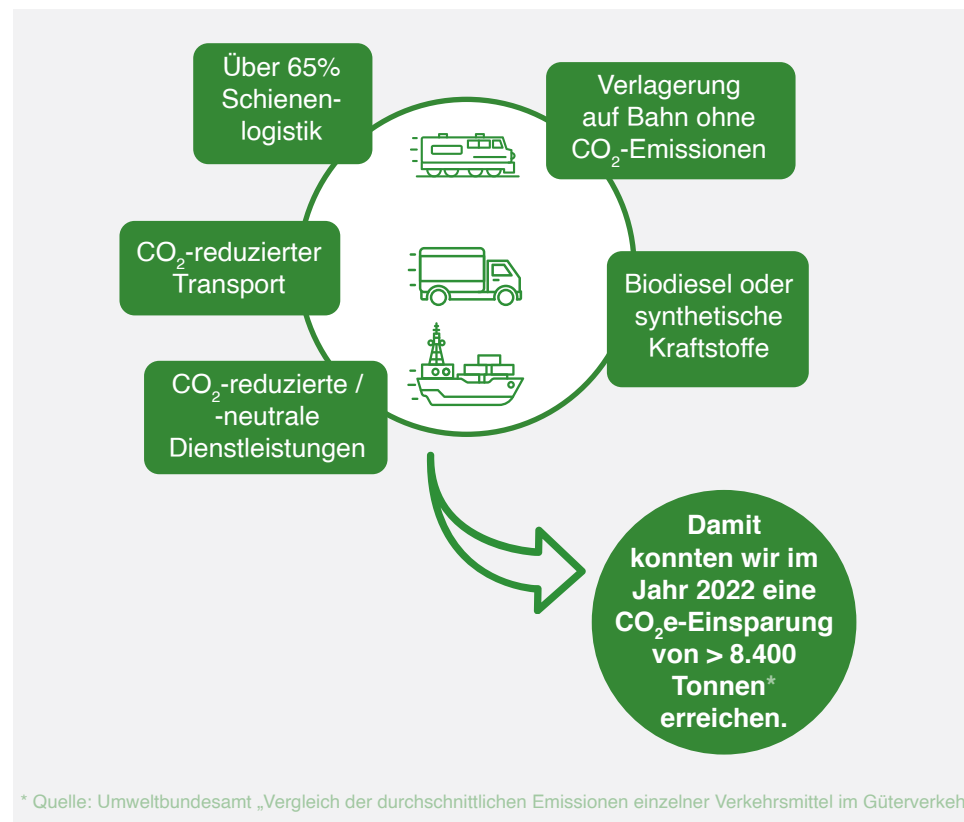 Über 65%
Schienen-
logistik
Verlagerung
auf Bahn ohne
CO₂-Emissionen
CO₂-reduzierter
Transport
Biodiesel oder
synthetische
Kraftstoffe
CO₂-reduzierte /
-neutrale
Dienstleistungen
Damit
konnten wir im
Jahr 2022 eine
CO₂e-Einsparung
von > 8.400
Tonnen*
erreichen.
* Quelle: Umweltbundesamt „Vergleich der durchschnittlichen Emissionen einzelner Verkehrsmittel im Güterverkeh